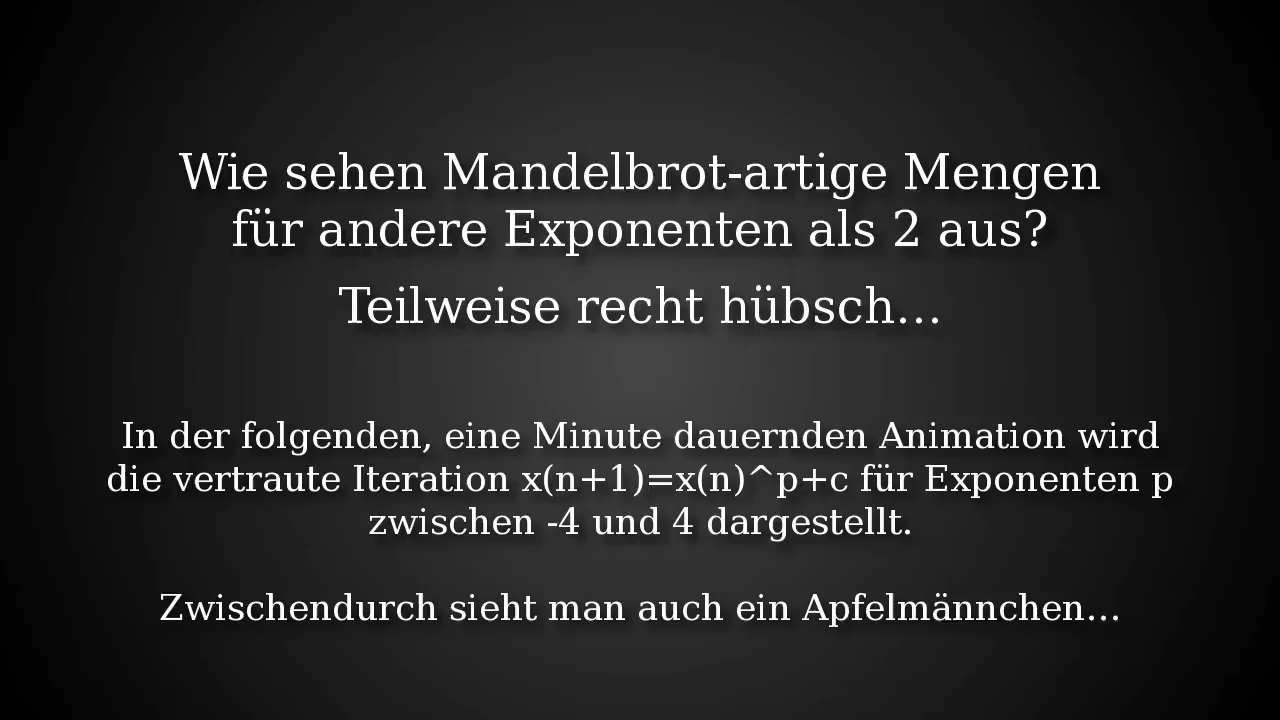 Wie sehen Mandelbrot-artige Mengen
für andere Exponenten als 2 aus?
Teilweise recht hübsch...
In der folgenden, eine Minute dauernden Animation wird
die vertraute Iteration x(n+1)=x(n)^p+c für Exponenten p
zwischen -4 und 4 dargestellt.
Zwischendurch sieht man auch ein Apfelmännchen...